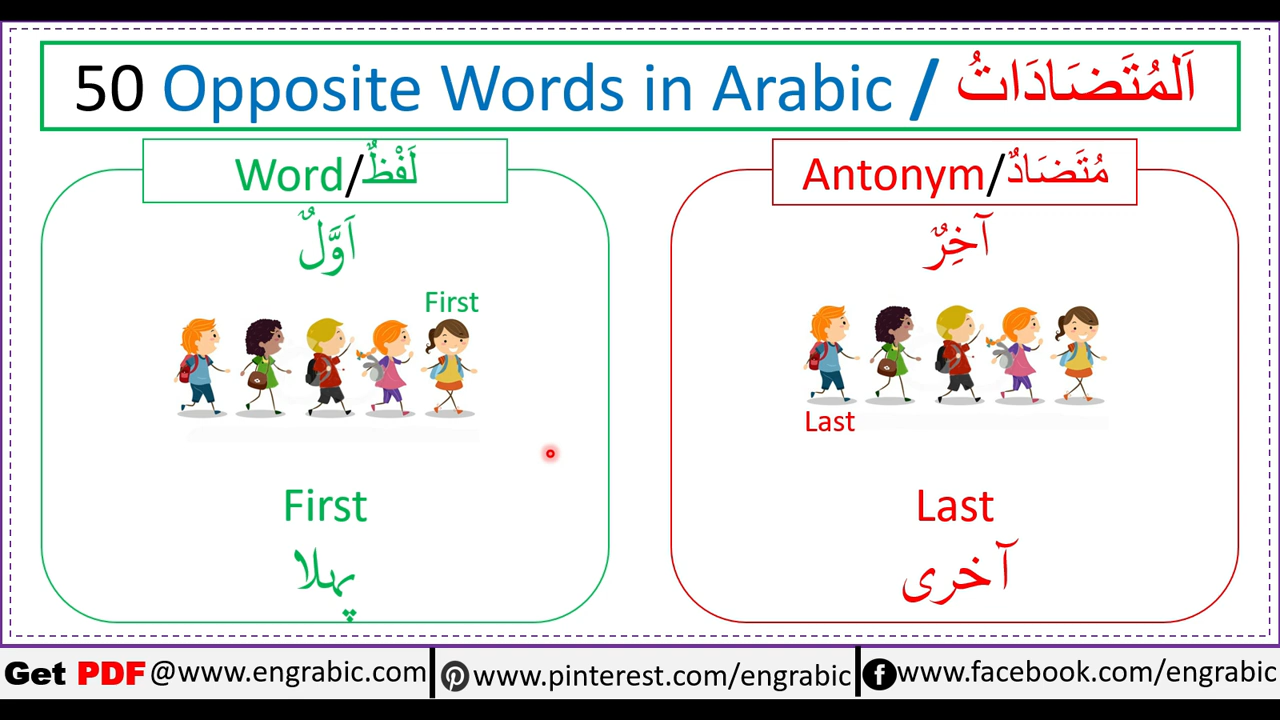 50 Opposite Words in Arabic / اَلْمُتَضَادَاتُ
Word/لَفْظٌ
اَوَّلٌ
First
First
پہلا
Antonym/مُتَضَادٌ
آخِرٌ
Last
Last
آخری
Get PDF @www.engrabic.com
www.pinterest.com/engrabic
www.facebook.com/engrabic